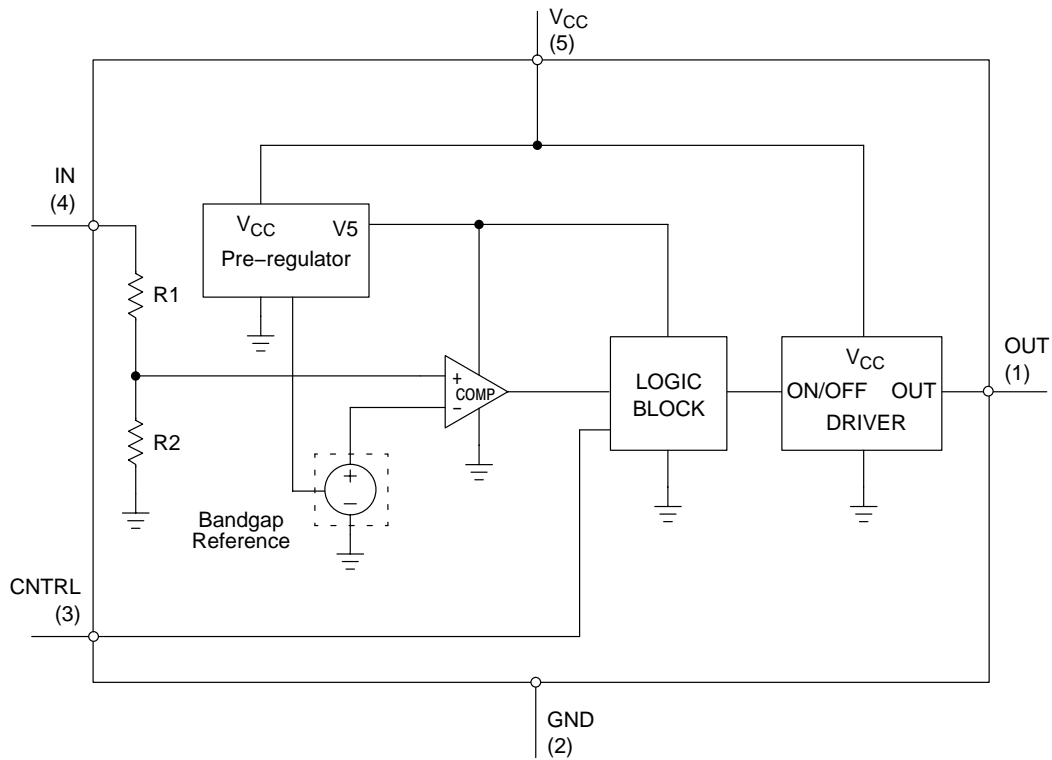 VCC
(5)
IN
(4)
VCC V5
Pre−regulator
R1
R2
+
COMP
−
+
−
Bandgap
Reference
LOGIC
BLOCK
VCC
ON/OFF OUT
DRIVER
OUT
(1)
CNTRL
(3)
GND
(2)